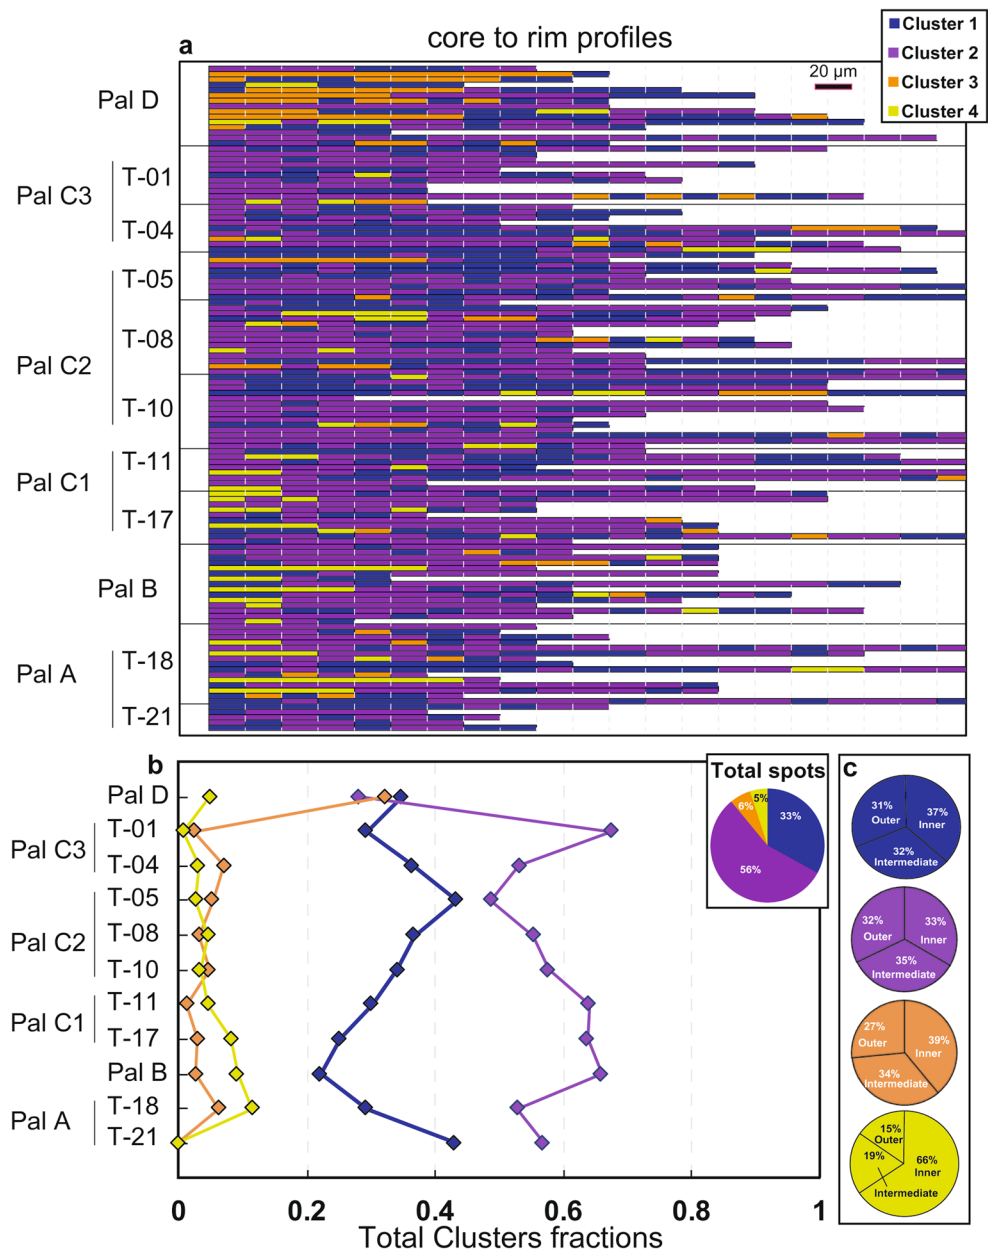 a
core to rim profiles
Cluster 1
Cluster 2
Cluster 3
Cluster 4
20 µm
Pal D
Pal C3
T-01
T-04
Pal C2
T-05
T-08
T-10
Pal C1
T-11
T-17
Pal B
Pal A
T-18
T-21
b
Pal D
Pal C3
T-01
T-04
Pal C2
T-05
T-08
T-10
Pal C1
T-11
T-17
Pal B
Pal A
T-18
T-21
0
0.2
0.4
0.6
0.8
1
Total Clusters fractions
Total spots
5%
6%
33%
56%
c
31%
Outer
37%
Inner
32%
Intermediate
32%
Outer
33%
Inner
35%
Intermediate
27%
Outer
39%
Inner
34%
Intermediate
15%
Outer
19%
66%
Inner
Intermediate